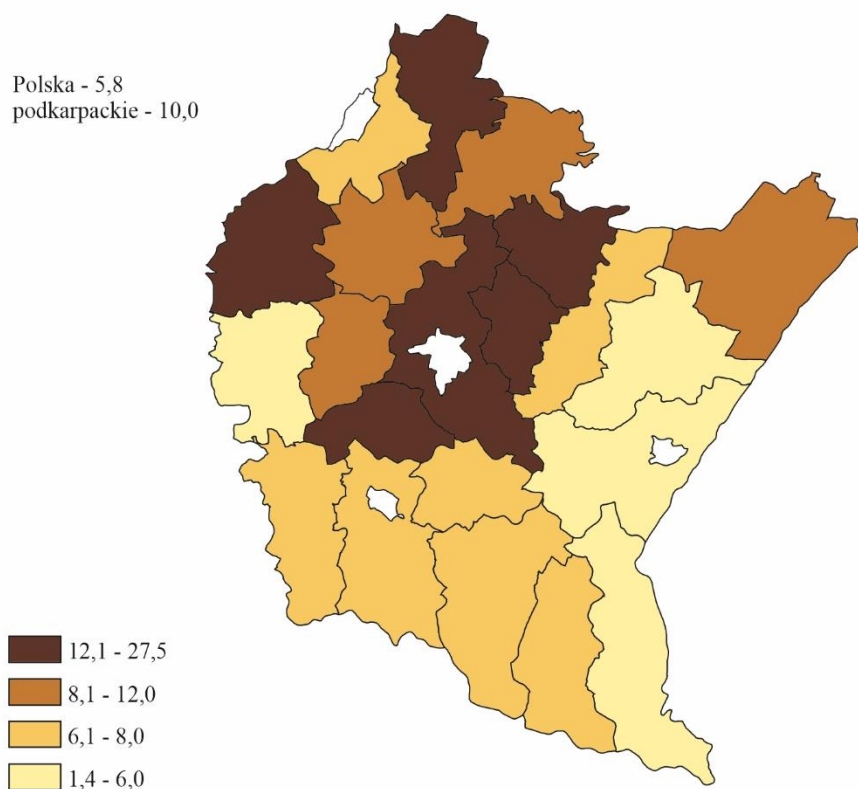 Polska - 5,8
podkarpackie - 10,0
12,1 - 27,5
8,1 - 12,0
6,1 - 8,0
1,4 - 6,0